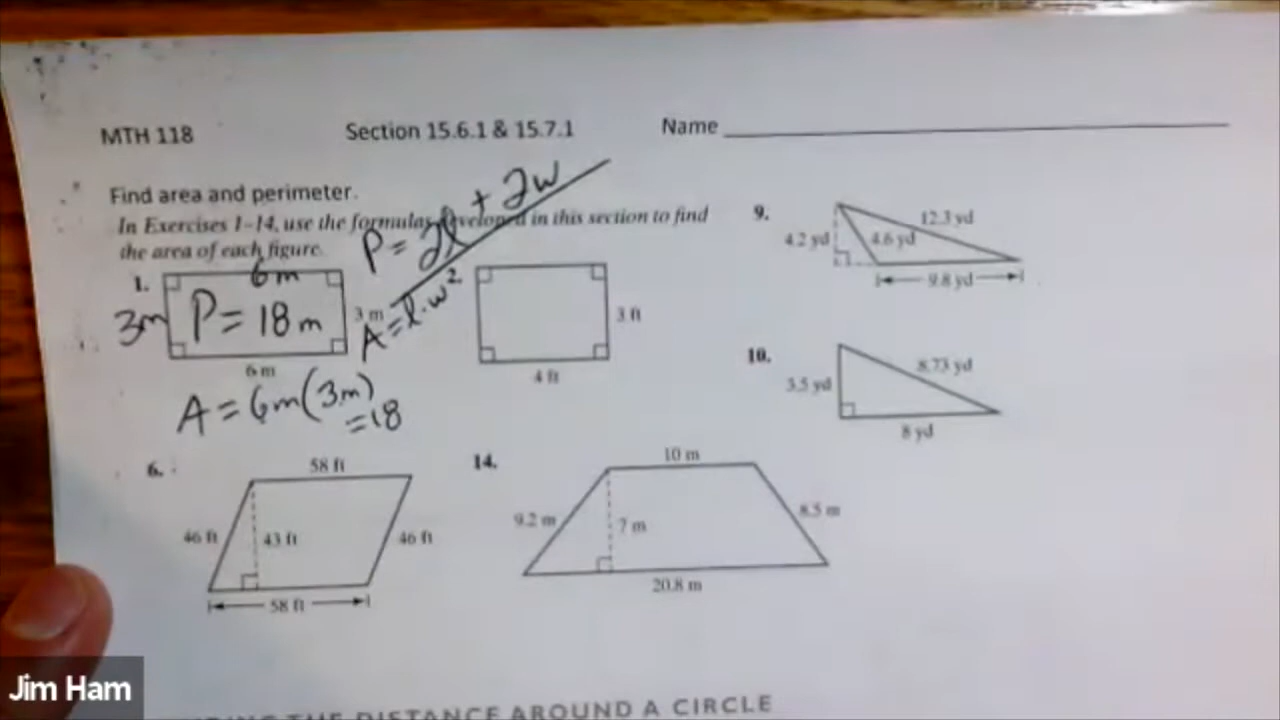 MTH 118 Section 15.6.1 & 15.7.1 Name
Find area and perimeter.
In Exercises 1–14, use the formulas developed in this section to find
the area of each figure.
P = 2l + 2w
A = l·w
1.
6 m
3m
P = 18 m
3 m
6 m
A = 6m(3m)
=18
2.
3 ft
4 ft
9.
4.2 yd
4.6 yd
12.3 yd
9.8 yd
10.
3.5 yd
8.73 yd
8 yd
6.
58 ft
46 ft
43 ft
46 ft
58 ft
14.
10 m
9.2 m
7 m
8.5 m
20.8 m
THE DISTANCE AROUND A CIRCLE
Jim Ham